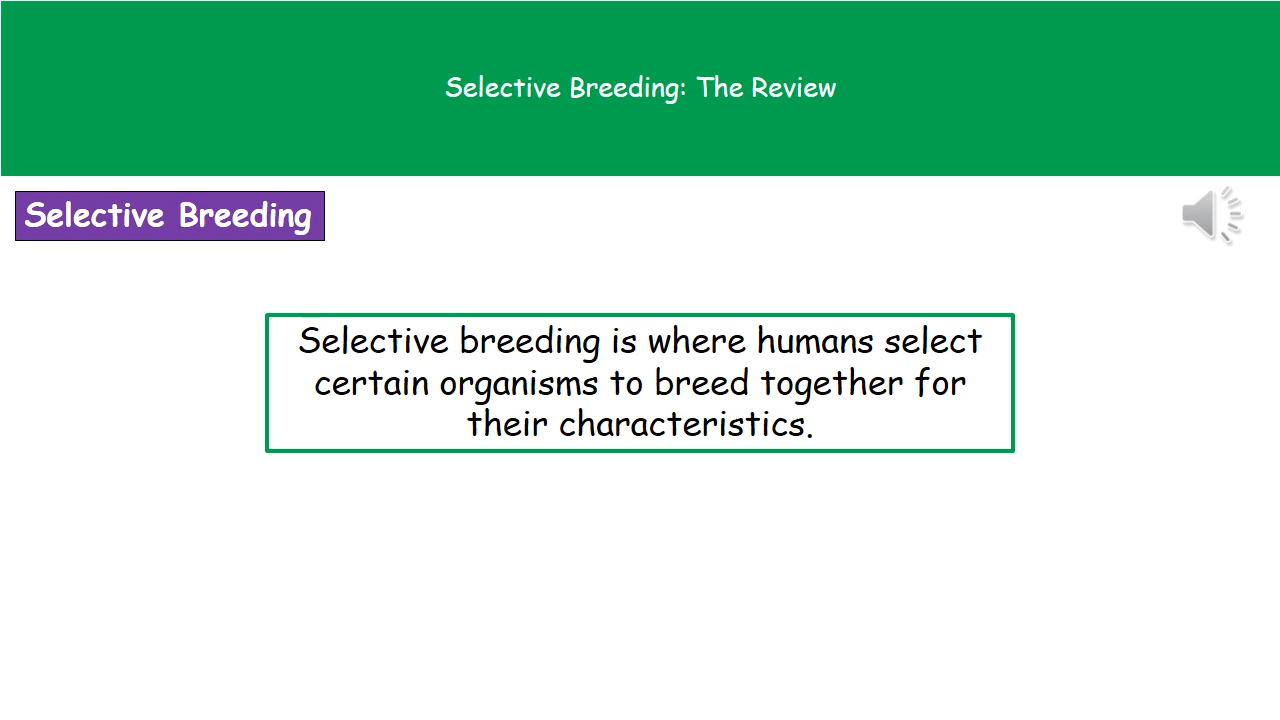 Selective Breeding: The Review
Selective Breeding
Selective breeding is where humans select
certain organisms to breed together for
their characteristics.